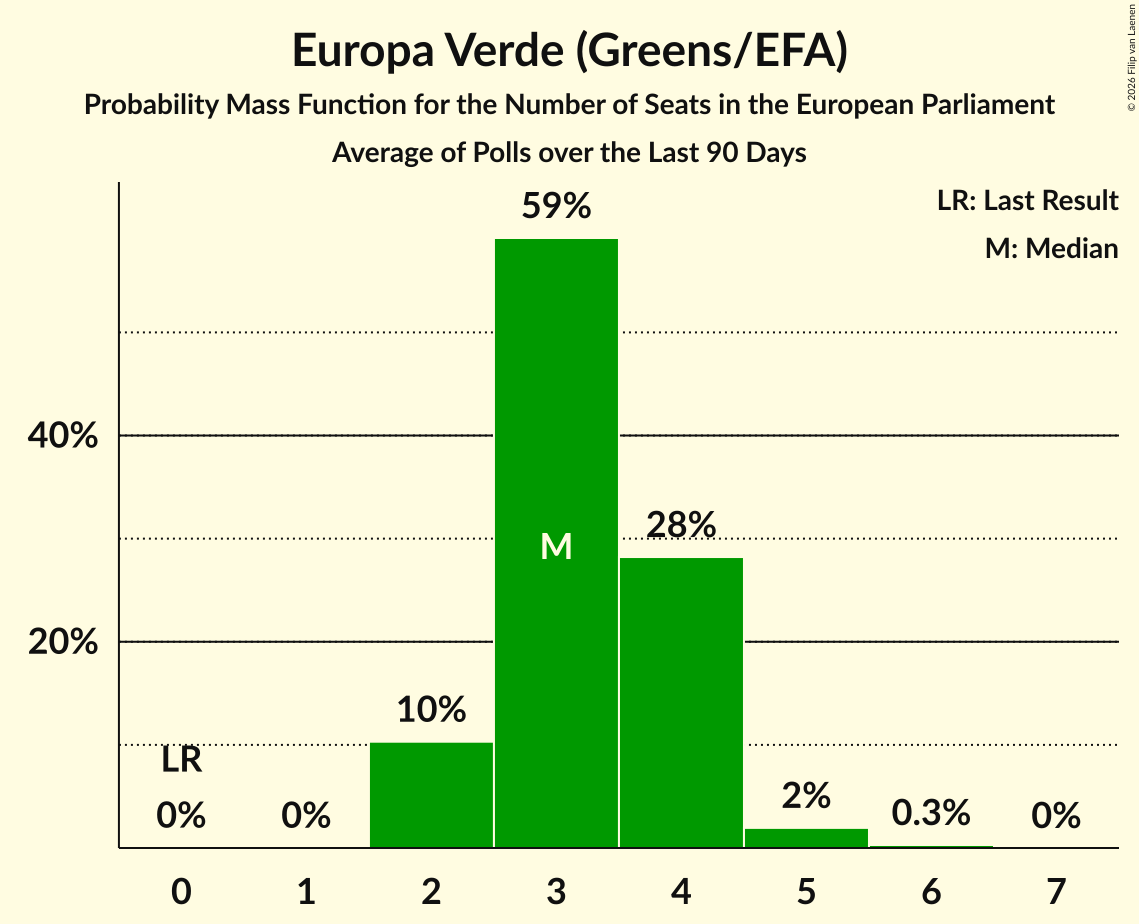 Europa Verde (Greens/EFA)
Probability Mass Function for the Number of Seats in the European Parliament
Average of Polls over the Last 90 Days
© 2026 Filip van Laenen
LR: Last Result
M: Median
59%
40%
28%
M
20%
10%
LR
0%
0%
2%
0.3%
0%
0
1
2
3
4
5
6
7